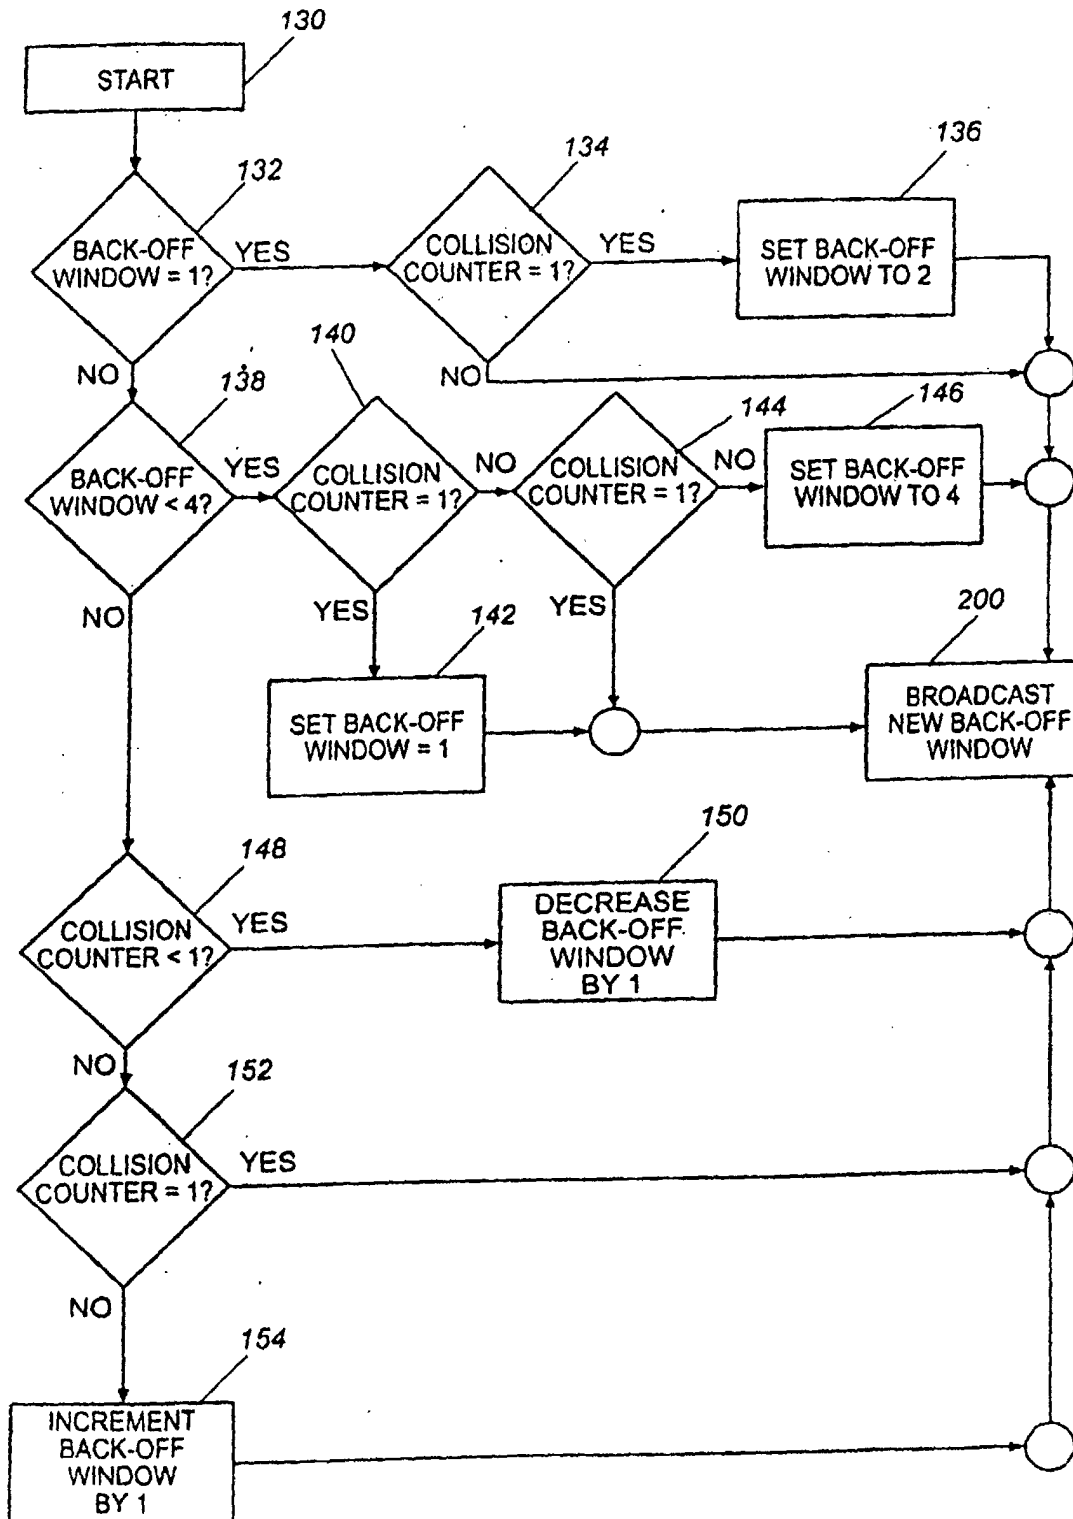 130
START
132
134
136
BACK-OFF
WINDOW = 1?
YES
COLLISION
COUNTER = 1?
YES
SET BACK-OFF
WINDOW TO 2
NO
NO
138
140
144
146
BACK-OFF
WINDOW < 4?
YES
COLLISION
COUNTER = 1?
NO
COLLISION
COUNTER = 1?
NO
SET BACK-OFF
WINDOW TO 4
NO
YES
142
YES
200
SET BACK-OFF
WINDOW = 1
BROADCAST
NEW BACK-OFF
WINDOW
148
150
COLLISION
COUNTER < 1?
YES
DECREASE
BACK-OFF
WINDOW
BY 1
NO
152
COLLISION
COUNTER = 1?
YES
NO
154
INCREMENT
BACK-OFF
WINDOW
BY 1